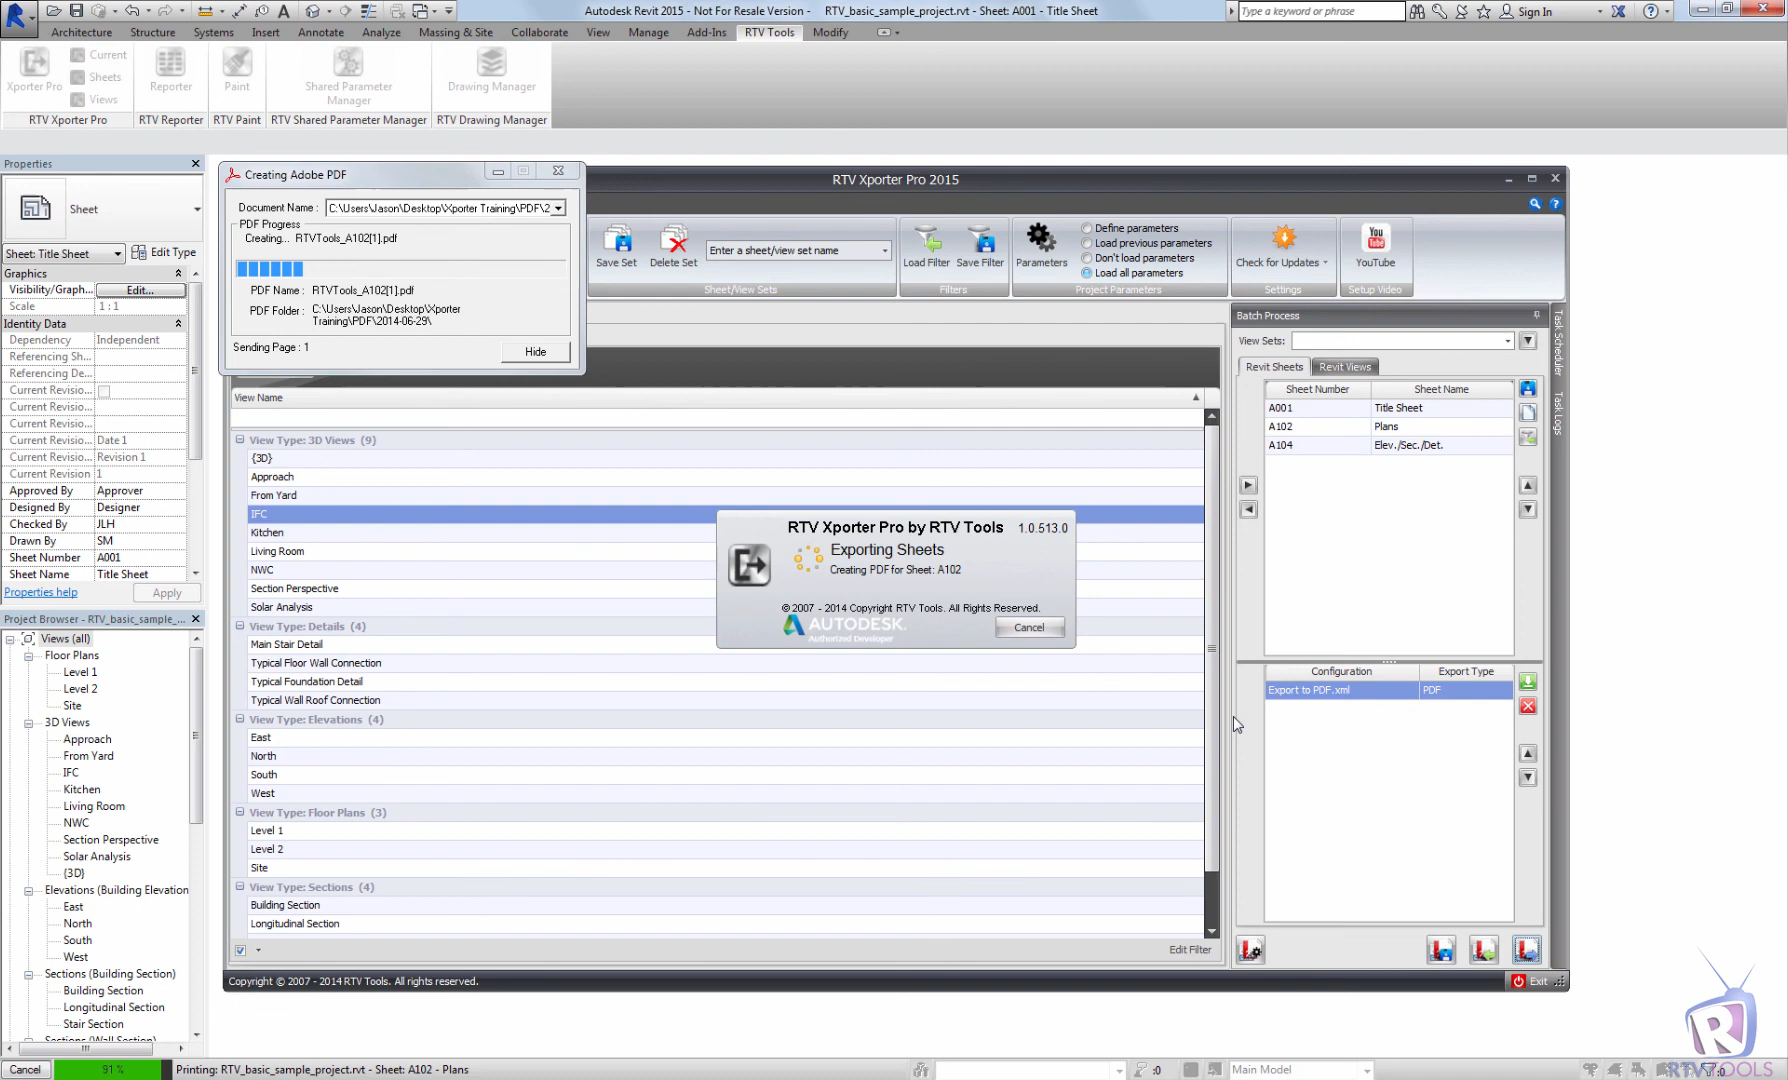 Autodesk Revit 2015 - Not For Resale Version - RTV_basic_sample_project.rvt - Sheet: A001 - Title Sheet
Type a keyword or phrase
Sign In
Architecture Structure Systems Insert Annotate Analyze Massing & Site Collaborate View Manage Add-Ins RTV Tools Modify
Xporter Pro
Current
Sheets
Views
Reporter
Paint
Shared Parameter
Manager
Drawing Manager
RTV Xporter Pro RTV Reporter RTV Paint RTV Shared Parameter Manager RTV Drawing Manager
Properties
Sheet
Sheet: Title Sheet
Edit Type
Graphics
Visibility/Graph... Edit...
Scale 1 : 1
Identity Data
Dependency Independent
Referencing Sh...
Referencing De...
Current Revisio...
Current Revisio...
Current Revisio...
Current Revisio... Date 1
Current Revisio... Revision 1
Current Revision 1
Approved By Approver
Designed By Designer
Checked By JLH
Drawn By SM
Sheet Number A001
Sheet Name Title Sheet
Properties help
Apply
Project Browser - RTV_basic_sample_...
Views (all)
Floor Plans
Level 1
Level 2
Site
3D Views
Approach
From Yard
IFC
Kitchen
Living Room
NWC
Section Perspective
Solar Analysis
{3D}
Elevations (Building Elevation
East
North
South
West
Sections (Building Section)
Building Section
Longitudinal Section
Stair Section
Sections (Wall Section)
Creating Adobe PDF
Document Name : C:\Users\Jason\Desktop\Xporter Training\PDF\2
PDF Progress
Creating... RTVTools_A102[1].pdf
PDF Name : RTVTools_A102[1].pdf
PDF Folder : C:\Users\Jason\Desktop\Xporter
Training\PDF\2014-06-29\
Sending Page : 1
Hide
RTV Xporter Pro 2015
Save Set
Delete Set
Enter a sheet/view set name
Sheet/View Sets
Load Filter
Save Filter
Filters
Parameters
Define parameters
Load previous parameters
Don't load parameters
Load all parameters
Project Parameters
Check for Updates
Settings
You
Tube
YouTube
Setup Video
View Name
View Type: 3D Views (9)
{3D}
Approach
From Yard
IFC
Kitchen
Living Room
NWC
Section Perspective
Solar Analysis
View Type: Details (4)
Main Stair Detail
Typical Floor Wall Connection
Typical Foundation Detail
Typical Wall Roof Connection
View Type: Elevations (4)
East
North
South
West
View Type: Floor Plans (3)
Level 1
Level 2
Site
View Type: Sections (4)
Building Section
Longitudinal Section
Edit Filter
RTV Xporter Pro by RTV Tools 1.0.513.0
Exporting Sheets
Creating PDF for Sheet: A102
© 2007 - 2014 Copyright RTV Tools. All Rights Reserved.
AUTODESK.
Authorized Developer
Cancel
Batch Process
View Sets:
Revit Sheets Revit Views
Sheet Number Sheet Name
A001 Title Sheet
A102 Plans
A104 Elev./Sec./Det.
Configuration Export Type
Export to PDF.xml PDF
Task Scheduler
Task Logs
Copyright © 2007 - 2014 RTV Tools. All rights reserved.
Exit
Cancel
91 %
Printing: RTV_basic_sample_project.rvt - Sheet: A102 - Plans
:0
Main Model
:0
R
RTVTOOLS